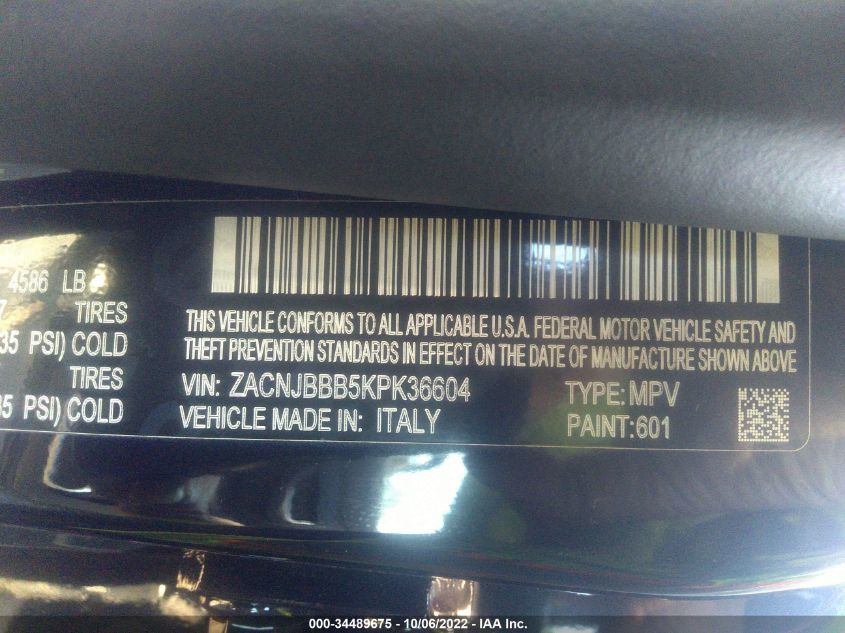 4586 LB
TIRES
35 PSI) COLD
TIRES
35 PSI) COLD
THIS VEHICLE CONFORMS TO ALL APPLICABLE U.S.A. FEDERAL MOTOR VEHICLE SAFETY AND
THEFT PREVENTION STANDARDS IN EFFECT ON THE DATE OF MANUFACTURE SHOWN ABOVE
VIN: ZACNJBBB5KPK36604
TYPE: MPV
VEHICLE MADE IN: ITALY
PAINT:601
000-34489675 - 10/06/2022 - IAA Inc.